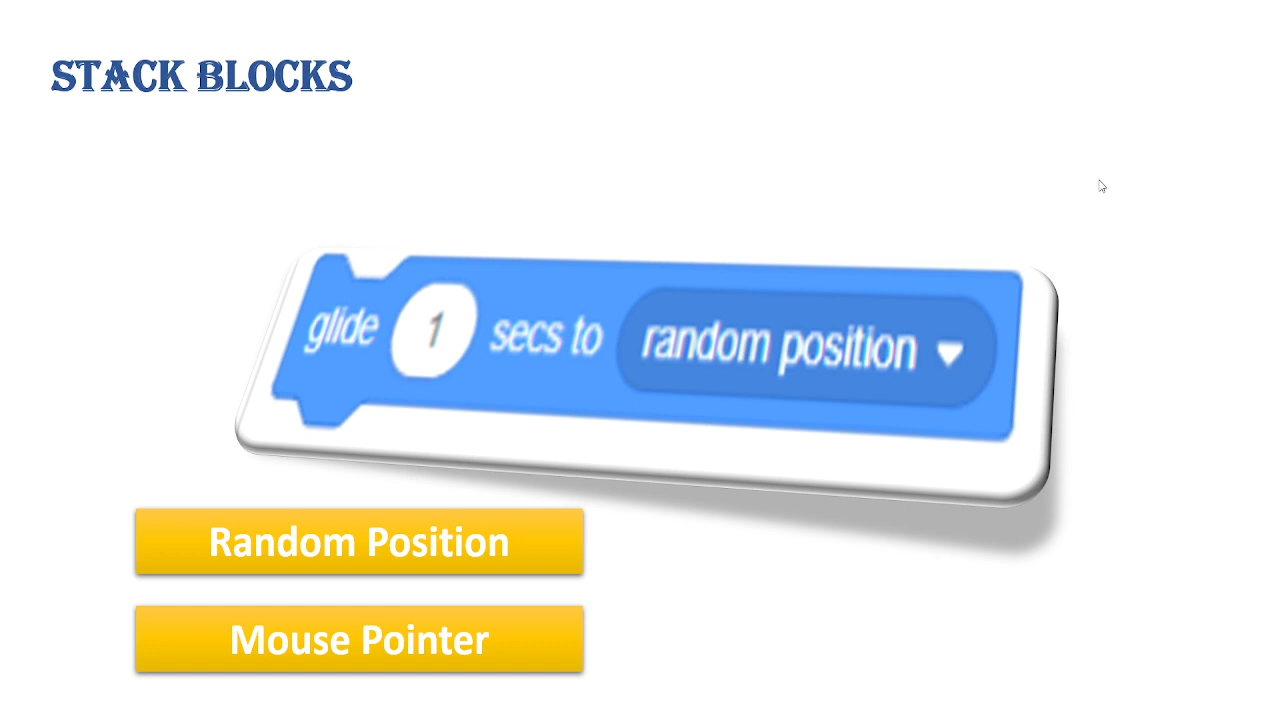 STACK BLOCKS
glide 1 secs to random position
Random Position
Mouse Pointer